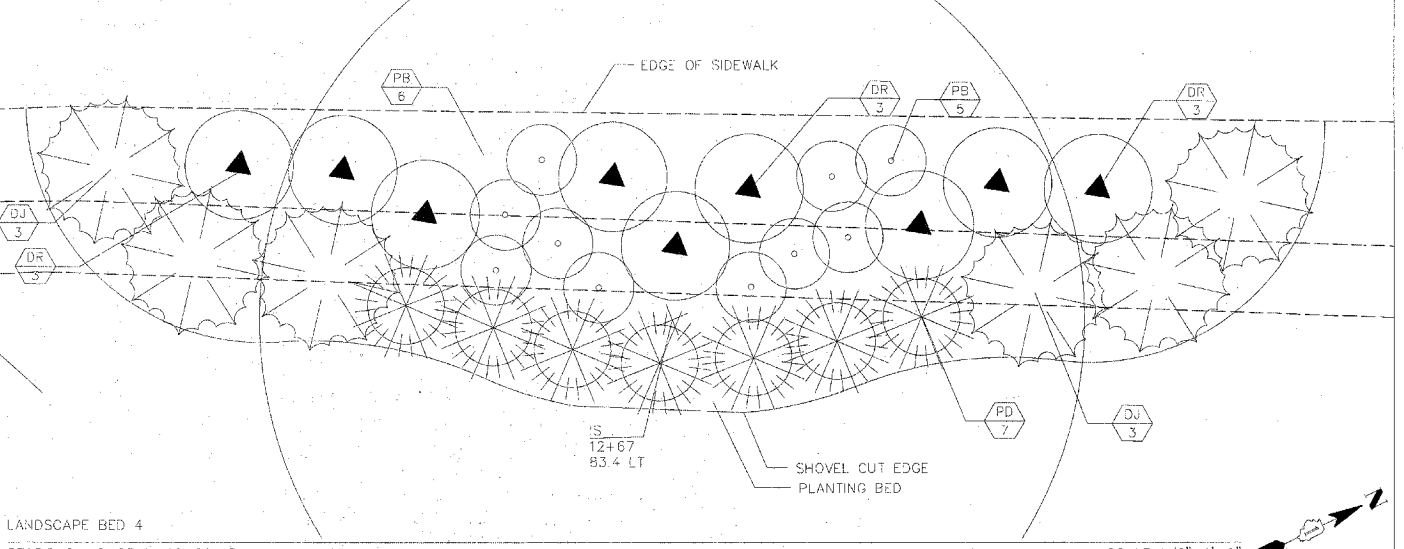 EDGE OF SIDEWALK
PB
6
DR
3
PB
5
DR
3
DJ
3
DR
3
'S
12+67
83.4 LT
PD
7
DJ
3
SHOVEL CUT EDGE
PLANTING BED
LANDSCAPE BED 4
N